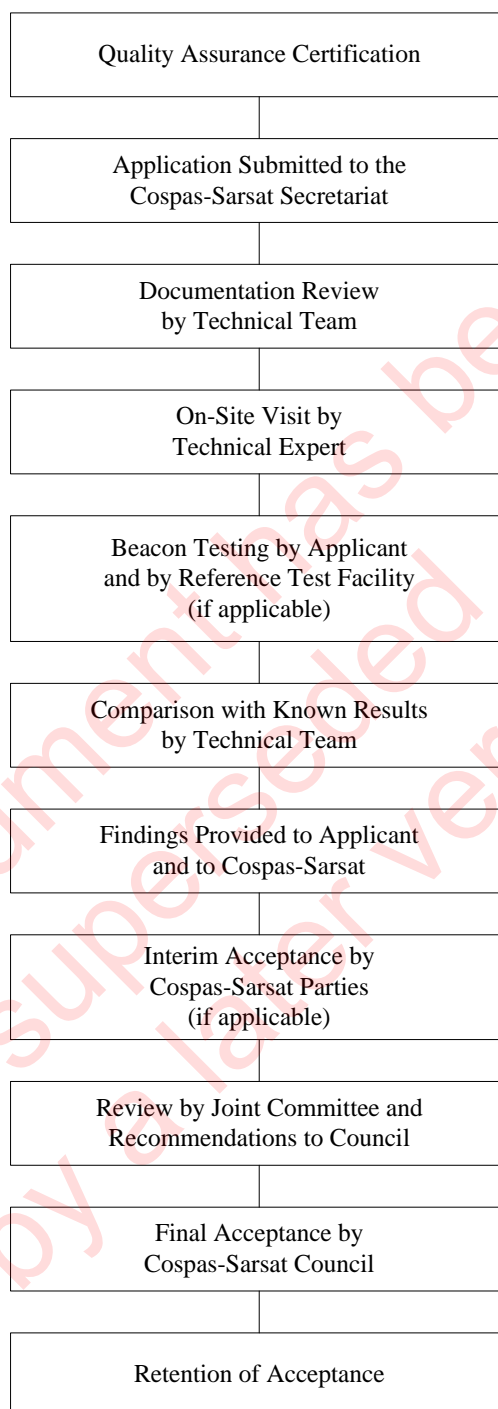 Quality Assurance Certification
Application Submitted to the
Cospas-Sarsat Secretariat
Documentation Review
by Technical Team
On-Site Visit by
Technical Expert
Beacon Testing by Applicant
and by Reference Test Facility
(if applicable)
Comparison with Known Results
by Technical Team
Findings Provided to Applicant
and to Cospas-Sarsat
Interim Acceptance by
Cospas-Sarsat Parties
(if applicable)
Review by Joint Committee and
Recommendations to Council
Final Acceptance by
Cospas-Sarsat Council
Retention of Acceptance
has
superseded
by a later